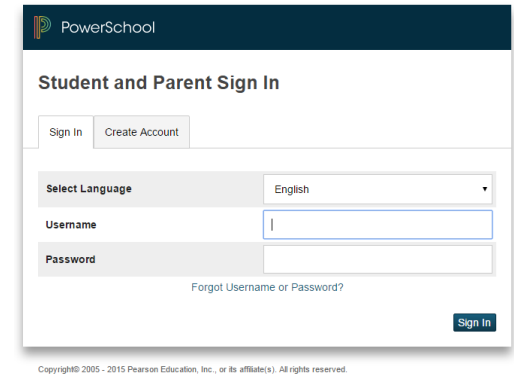 PowerSchool
Student and Parent Sign In
Sign In
Create Account
Select Language
English
Username
Password
Forgot Username or Password?
Sign In
Copyright© 2005 - 2015 Pearson Education, Inc., or its affiliate(s). All rights reserved.